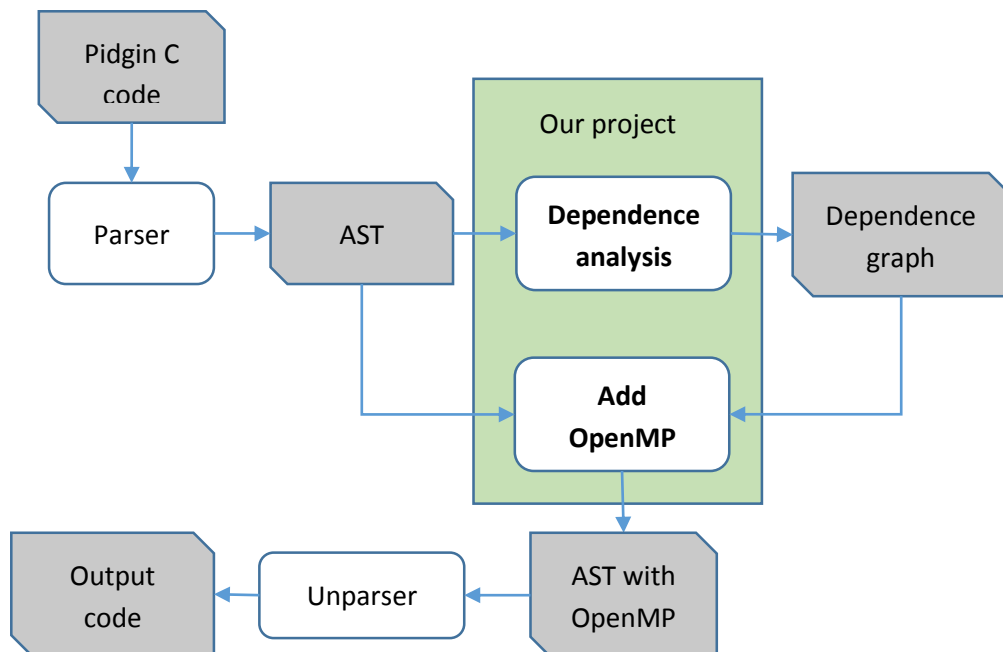 Pidgin C
code
Our project
Parser
AST
Dependence
analysis
Dependence
graph
Add
OpenMP
Output
code
Unparser
AST with
OpenMP